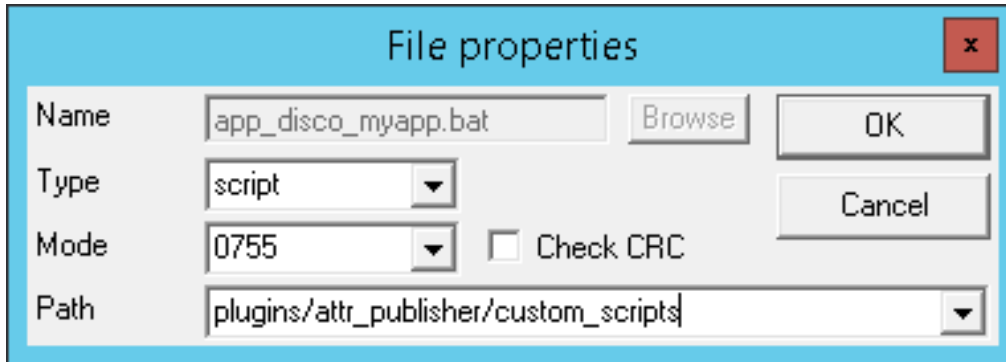 File properties
x
Name app_disco_myapp.bat Browse OK
Type script Cancel
Mode 0755 Check CRC
Path plugins/attr_publisher/custom_scripts